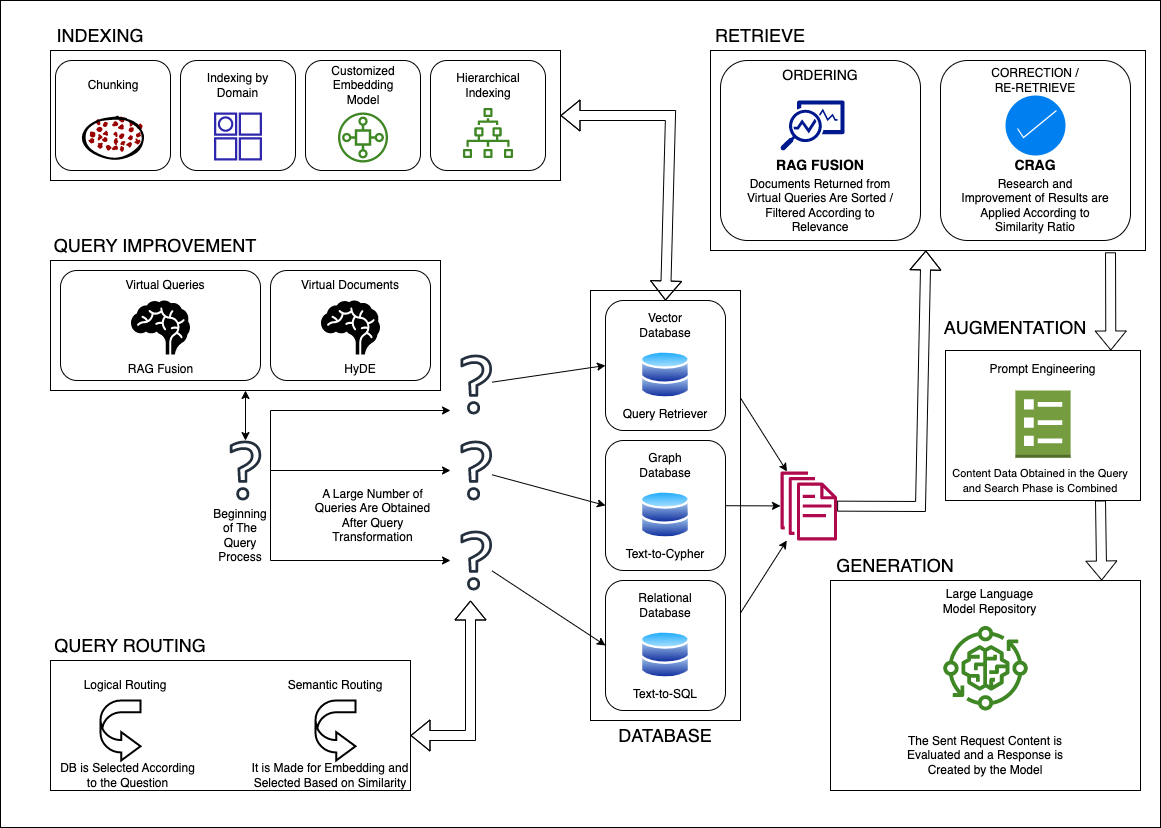 INDEXING
Chunking
Indexing by
Domain
Customized
Embedding
Model
Hierarchical
Indexing
RETRIEVE
ORDERING
RAG FUSION
Documents Returned from
Virtual Queries Are Sorted /
Filtered According to
Relevance
CORRECTION /
RE-RETRIEVE
CRAG
Research and
Improvement of Results are
Applied According to
Similarity Ratio
QUERY IMPROVEMENT
Virtual Queries
RAG Fusion
Virtual Documents
HyDE
Beginning
of The
Query
Process
A Large Number of
Queries Are Obtained
After Query
Transformation
Vector
Database
Query Retriever
Graph
Database
Text-to-Cypher
Relational
Database
Text-to-SQL
DATABASE
AUGMENTATION
Prompt Engineering
Content Data Obtained in the Query
and Search Phase is Combined
GENERATION
Large Language
Model Repository
The Sent Request Content is
Evaluated and a Response is
Created by the Model
QUERY ROUTING
Logical Routing
DB is Selected According
to the Question
Semantic Routing
It is Made for Embedding and
Selected Based on Similarity